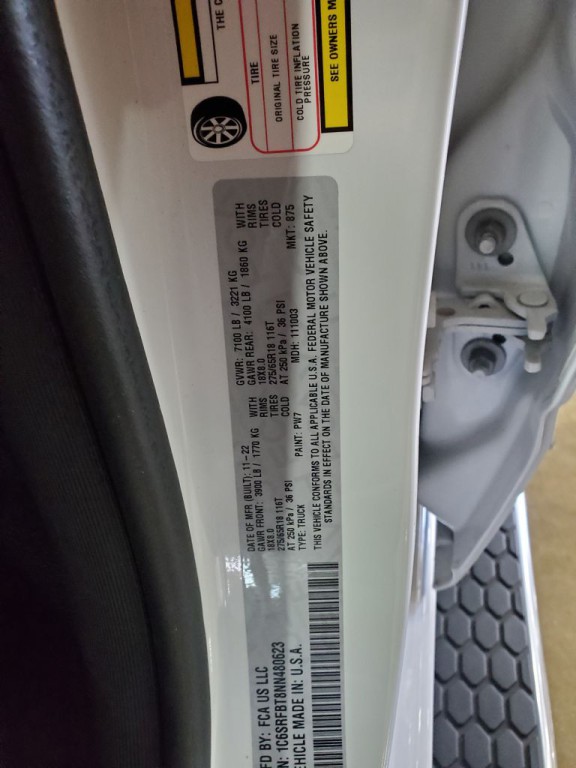 THE C
TIRE
ORIGINAL TIRE SIZE
COLD TIRE INFLATION
PRESSURE
SEE OWNERS M
FD BY: FCA US LLC
N: 1C6SRFBT8NN480623
EHICLE MADE IN: U.S.A.
DATE OF MFR (BUILT): 11-22 GVWR: 7100 LB / 3221 KG
GAWR FRONT: 3900 LB / 1770 KG WITH GAWR REAR: 4100 LB / 1860 KG WITH
18X8.0 RIMS 18X8.0 RIMS
275/65R18 116T TIRES 275/65R18 116T TIRES
AT 250 kPa / 36 PSI COLD AT 250 kPa / 36 PSI COLD
TYPE: TRUCK PAINT: PW7 MDH: 111003 MKT: 875
THIS VEHICLE CONFORMS TO ALL APPLICABLE U.S.A. FEDERAL MOTOR VEHICLE SAFETY
STANDARDS IN EFFECT ON THE DATE OF MANUFACTURE SHOWN ABOVE.